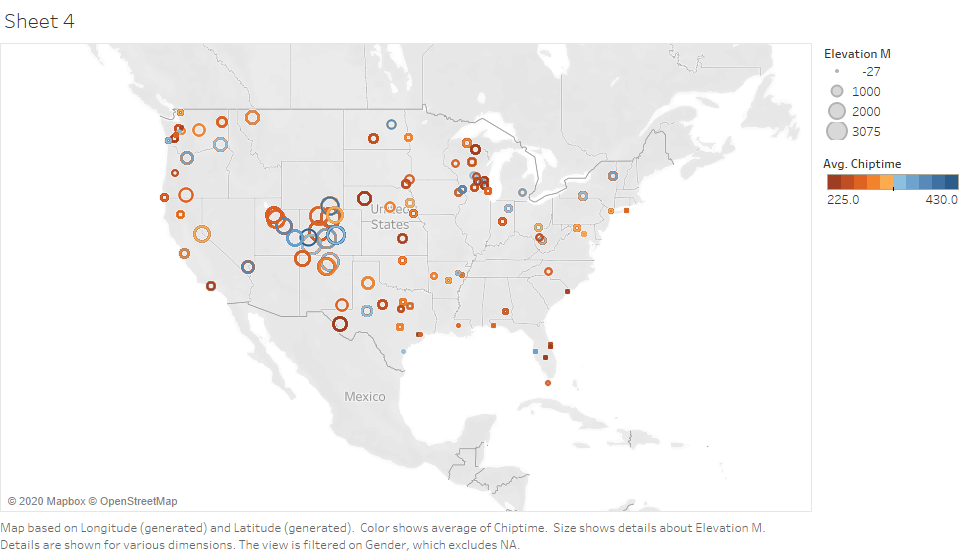 Sheet 4
Elevation M
-27
1000
2000
3075
Avg. Chiptime
225.0 430.0
United
States
Mexico
© 2020 Mapbox © OpenStreetMap
Map based on Longitude (generated) and Latitude (generated).  Color shows average of Chiptime.  Size shows details about Elevation M.
Details are shown for various dimensions. The view is filtered on Gender, which excludes NA.